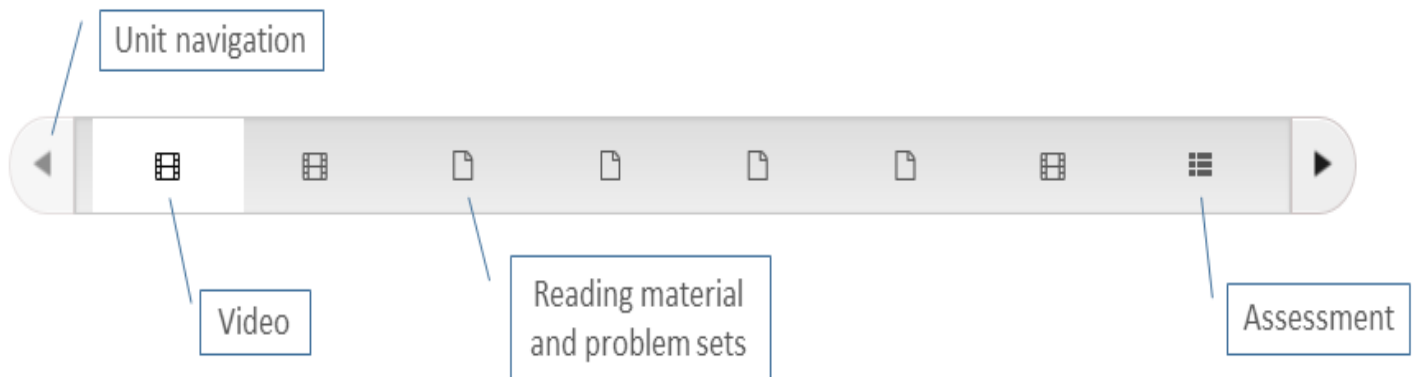 Unit navigation
Video
Reading material
and problem sets
Assessment